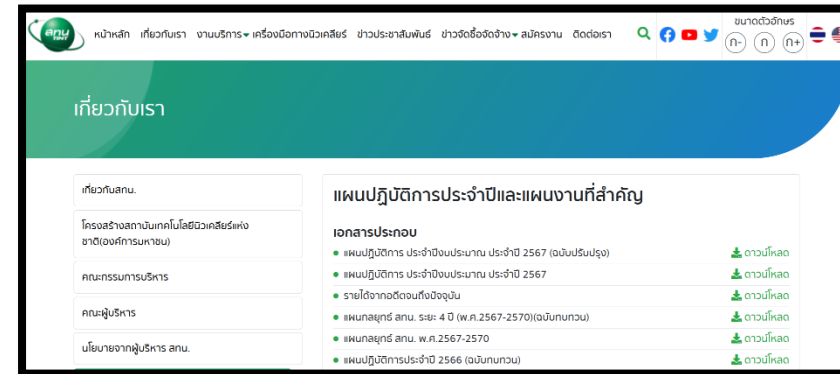 สทน
TINT
หน้าหลัก เกี่ยวกับเรา งานบริการ เครื่องมือทางนิวเคลียร์ ข่าวประชาสัมพันธ์ ข่าวจัดซื้อจัดจ้าง สมัครงาน ติดต่อเรา
ขนาดตัวอักษร
ก- ก ก+
เกี่ยวกับเรา
เกี่ยวกับสทน.
โครงสร้างสถาบันเทคโนโลยีนิวเคลียร์แห่ง
ชาติ(องค์การมหาชน)
คณะกรรมการบริหาร
คณะผู้บริหาร
นโยบายจากผู้บริหาร สทน.
แผนปฏิบัติการประจำปีและแผนงานที่สำคัญ
เอกสารประกอบ
แผนปฏิบัติการ ประจำปีงบประมาณ ประจำปี 2567 (ฉบับปรับปรุง) ดาวน์โหลด
แผนปฏิบัติการ ประจำปีงบประมาณ ประจำปี 2567 ดาวน์โหลด
รายได้จากอดีตจนถึงปัจจุบัน ดาวน์โหลด
แผนกลยุทธ์ สทน. ระยะ 4 ปี (พ.ศ.2567-2570)(ฉบับทบทวน) ดาวน์โหลด
แผนกลยุทธ์ สทน. พ.ศ.2567-2570 ดาวน์โหลด
แผนปฏิบัติการประจำปี 2566 (ฉบับทบทวน) ดาวน์โหลด